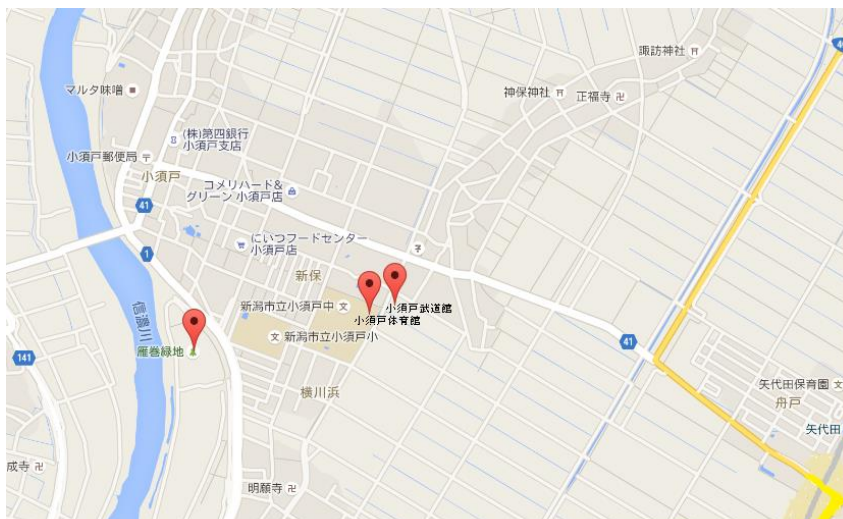 諏訪神社
マルタ味噌
神保神社
正福寺
(株)第四銀行
小須戸支店
小須戸郵便局
小須戸
コメリハード&
グリーン 小須戸店
41
にいつフードセンター
小須戸店
1
新保
信濃川
新潟市立小須戸中
小須戸武道館
小須戸体育館
新潟市立小須戸小
雁巻緑地
141
41
横川浜
矢代田保育園
舟戸
矢代田
成寺
明願寺